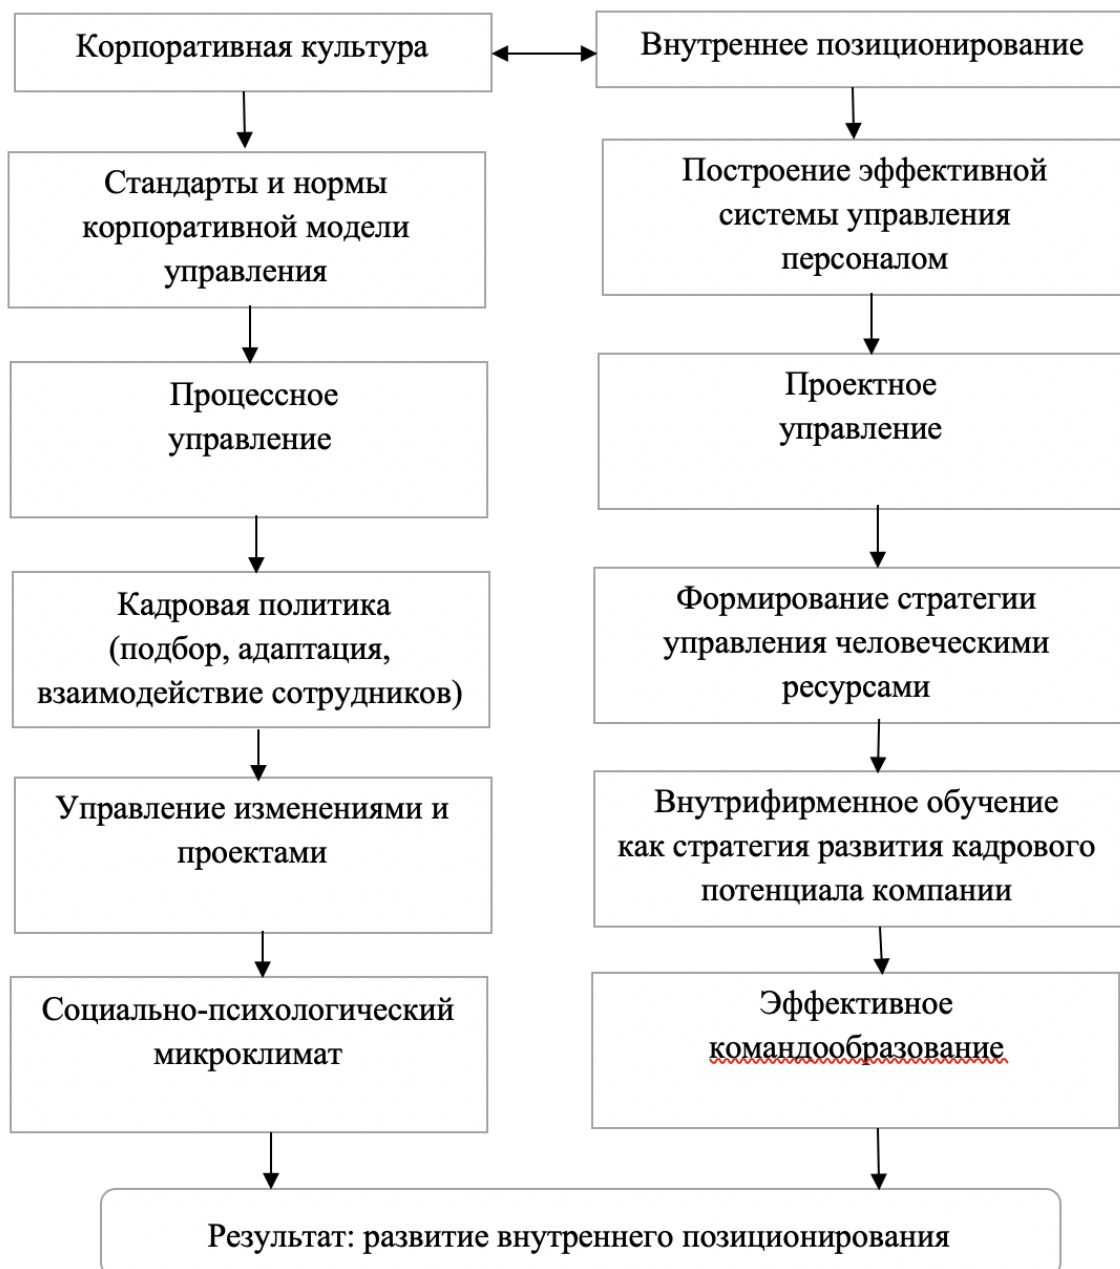 Корпоративная культура
Внутреннее позиционирование
Стандарты и нормы
корпоративной модели
управления
Построение эффективной
системы управления
персоналом
Процессное
управление
Проектное
управление
Кадровая политика
(подбор, адаптация,
взаимодействие сотрудников)
Формирование стратегии
управления человеческими
ресурсами
Управление изменениями и
проектами
Внутрифирменное обучение
как стратегия развития кадрового
потенциала компании
Социально-психологический
микроклимат
Эффективное
командообразование
Результат: развитие внутреннего позиционирования